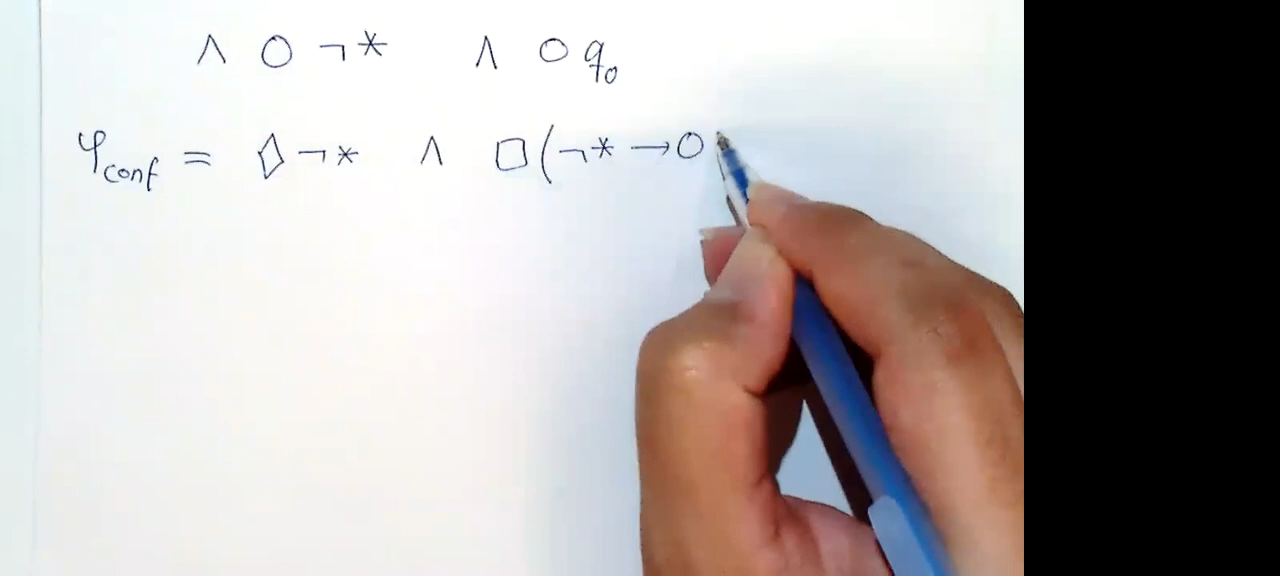 ∧ ○ ¬ * ∧ ○ q₀
φ_conf = ◇ ¬ * ∧ □ ( ¬ * → ○